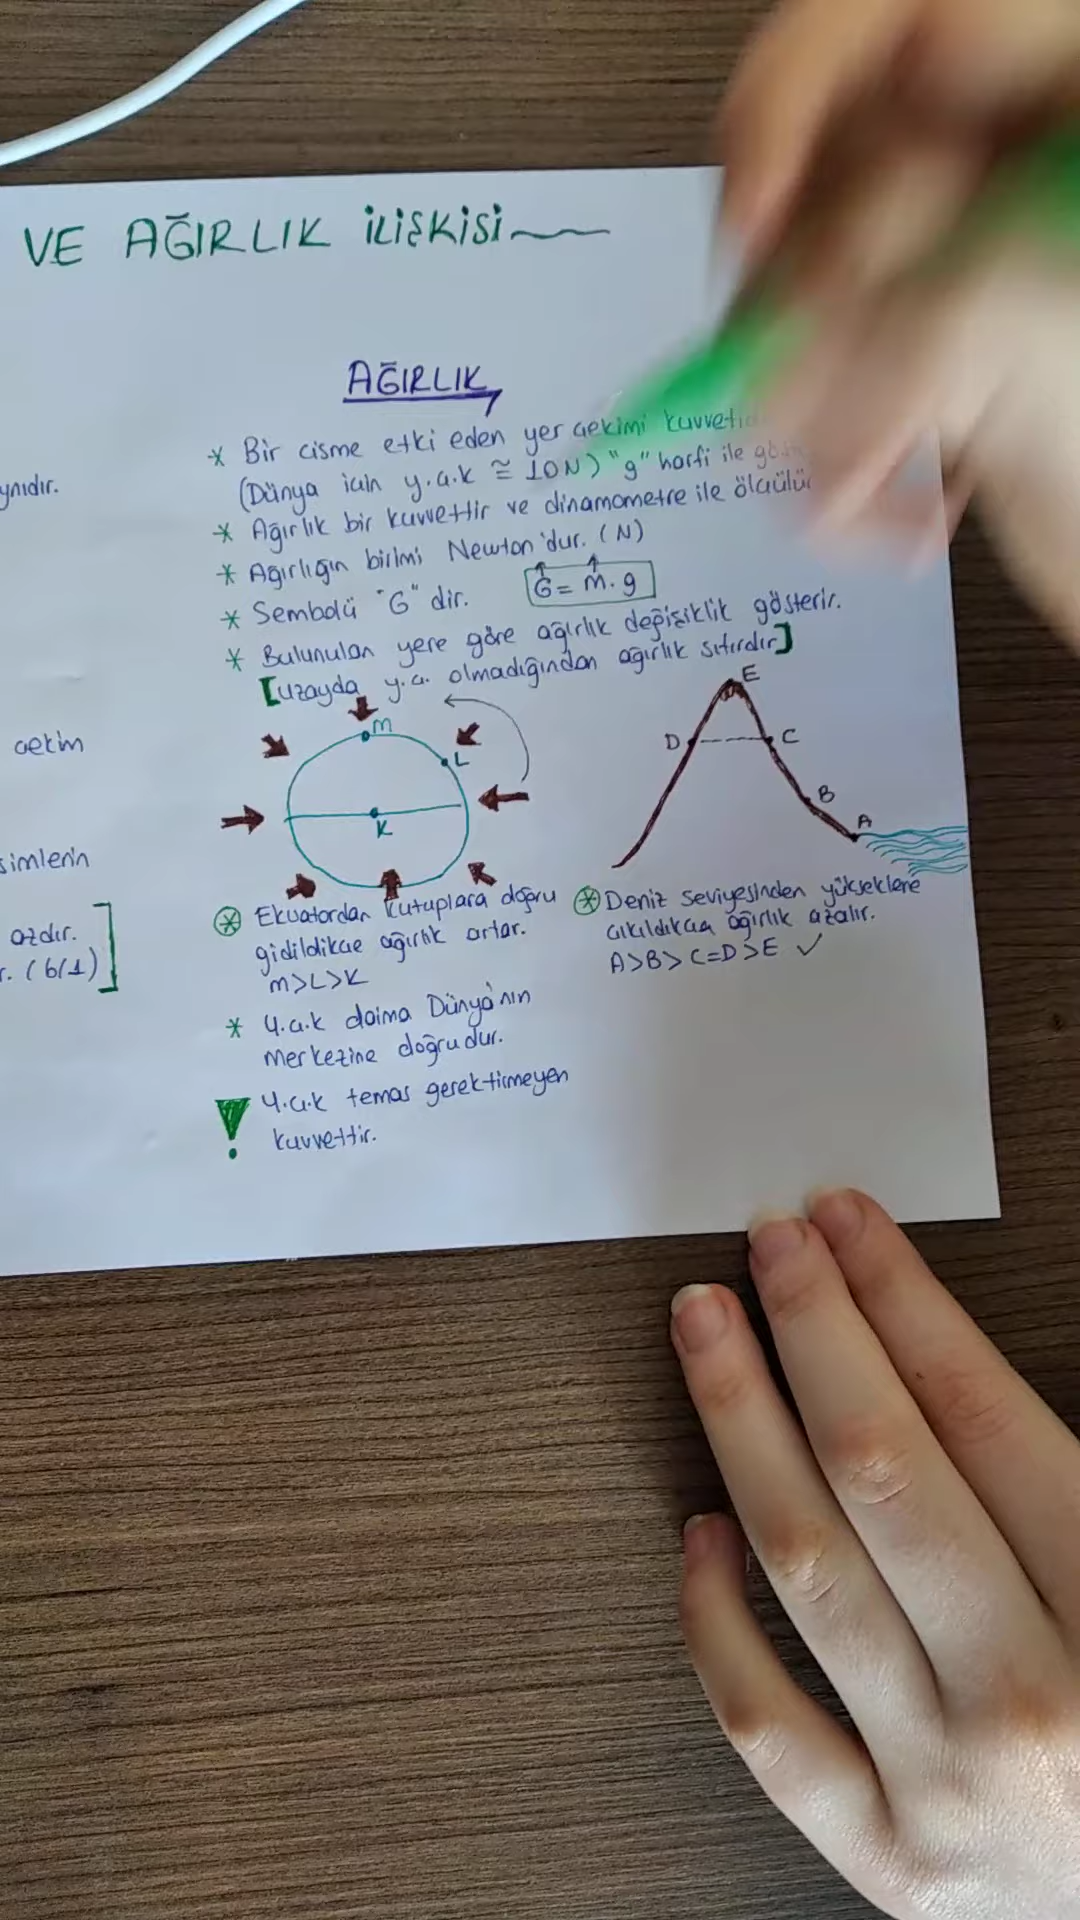 VE AĞIRLIK İLİŞKİSİ
AĞIRLIK
* Bir cisme etki eden yer çekimi kuvvetid
(Dünya için y.ç.k ≅ 10N) "g" harfi ile gös
* Ağırlık bir kuvvettir ve dinamometre ile ölçülür
* Ağırlığın birimi Newton'dur. (N)
* Sembolü "G" dir. G = m.g
* Bulunulan yere göre ağırlık değişiklik gösterir.
[uzayda y.ç. olmadığından ağırlık sıfırdır]
M
L
K
E
D
C
B
A
* Ekvatordan kutuplara doğru
gidildikçe ağırlık artar.
m>L>K
* Y.ç.k daima Dünya'nın
merkezine doğrudur.
! Y.ç.k temas gerektirmeyen
kuvvettir.
* Deniz seviyesinden yükseklere
çıkıldıkça ağırlık azalır.
A>B>C=D>E ✓
ynıdır.
çekim
simlerin
azdır.
r. (6/1)]